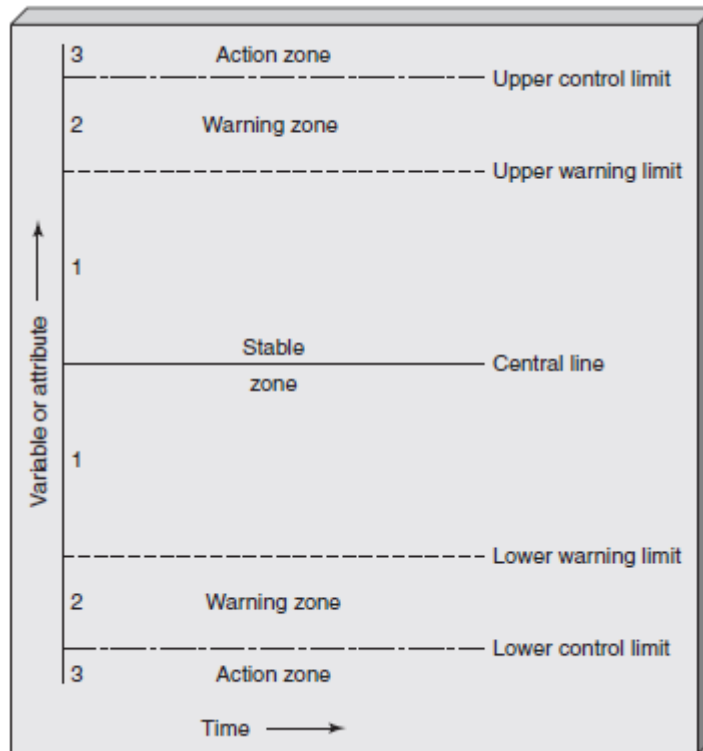 3 Action zone
Upper control limit
2 Warning zone
Upper warning limit
1
Stable
Central line
zone
Variable or attribute
1
Lower warning limit
2 Warning zone
Lower control limit
3 Action zone
Time